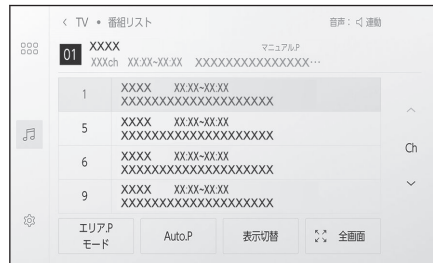 < TV • 番組リスト 音声: 連動
01 XXXX マニュアル.P
XXXch XX:XX~XX:XX XXXXXXXXXXXXXXX…
1 XXXX XX:XX~XX:XX
XXXXXXXXXXXXXXXXXXXXX
5 XXXX XX:XX~XX:XX
XXXXXXXXXXXXXXXXXXXXX
6 XXXX XX:XX~XX:XX
XXXXXXXXXXXXXXXXXXXXX
9 XXXX XX:XX~XX:XX
XXXXXXXXXXXXXXXXXXXXX
Ch
エリア.P
モード
Auto.P
表示切替
全画面